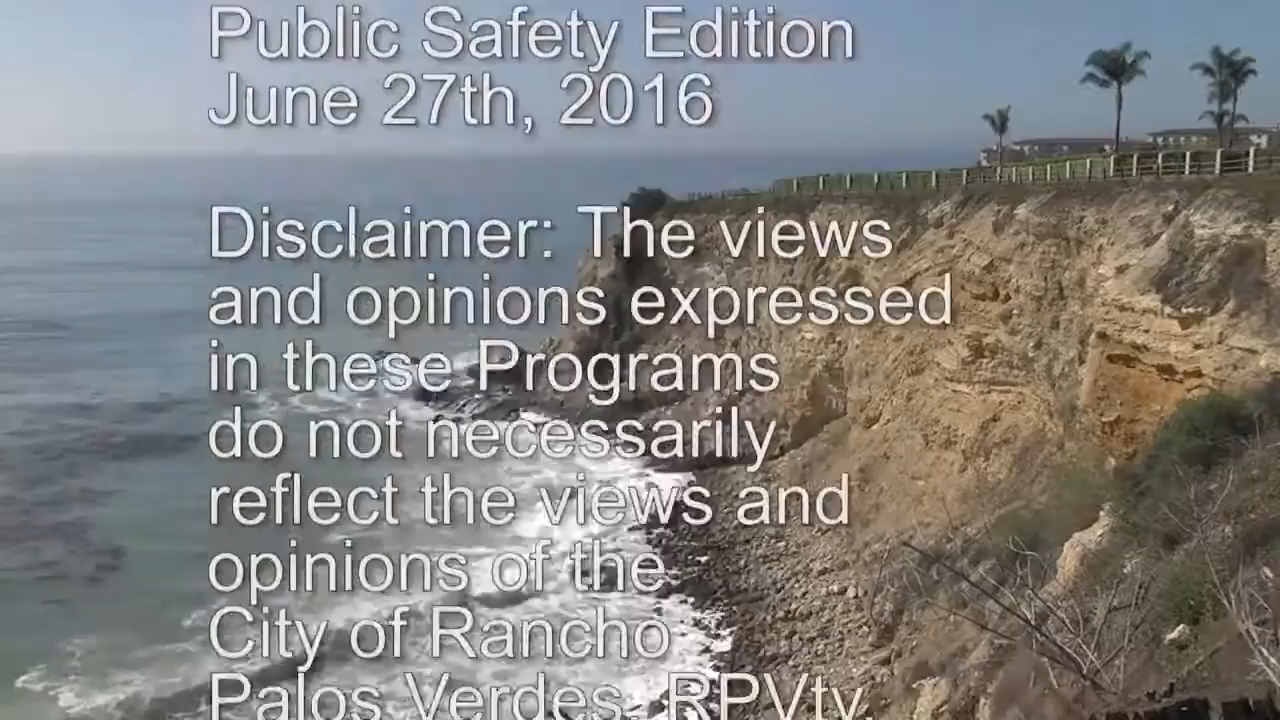 Public Safety Edition
June 27th, 2016
Disclaimer: The views
and opinions expressed
in these Programs
do not necessarily
reflect the views and
opinions of the
City of Rancho
Palos Verdes, RPVtv,